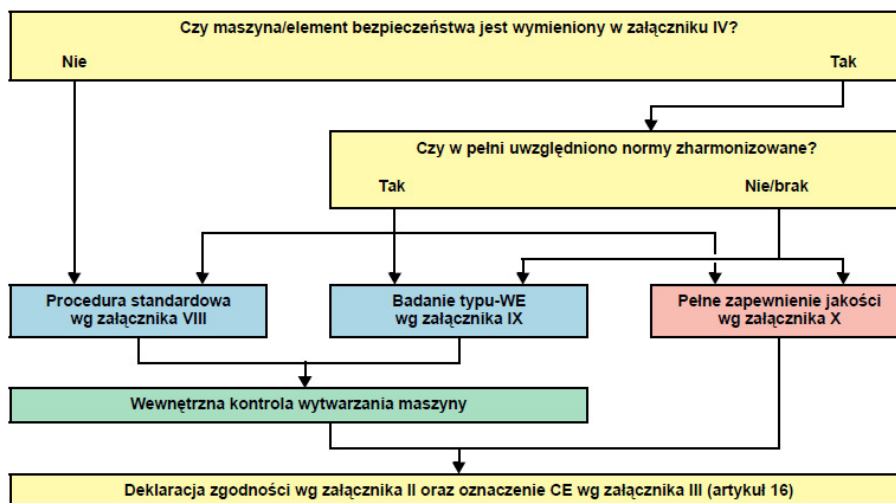 Czy maszyna/element bezpieczeństwa jest wymieniony w załączniku IV?
Nie
Tak
Czy w pełni uwzględniono normy zharmonizowane?
Tak
Nie/brak
Procedura standardowa
wg załącznika VIII
Badanie typu-WE
wg załącznika IX
Pełne zapewnienie jakości
wg załącznika X
Wewnętrzna kontrola wytwarzania maszyny
Deklaracja zgodności wg załącznika II oraz oznaczenie CE wg załącznika III (artykuł 16)